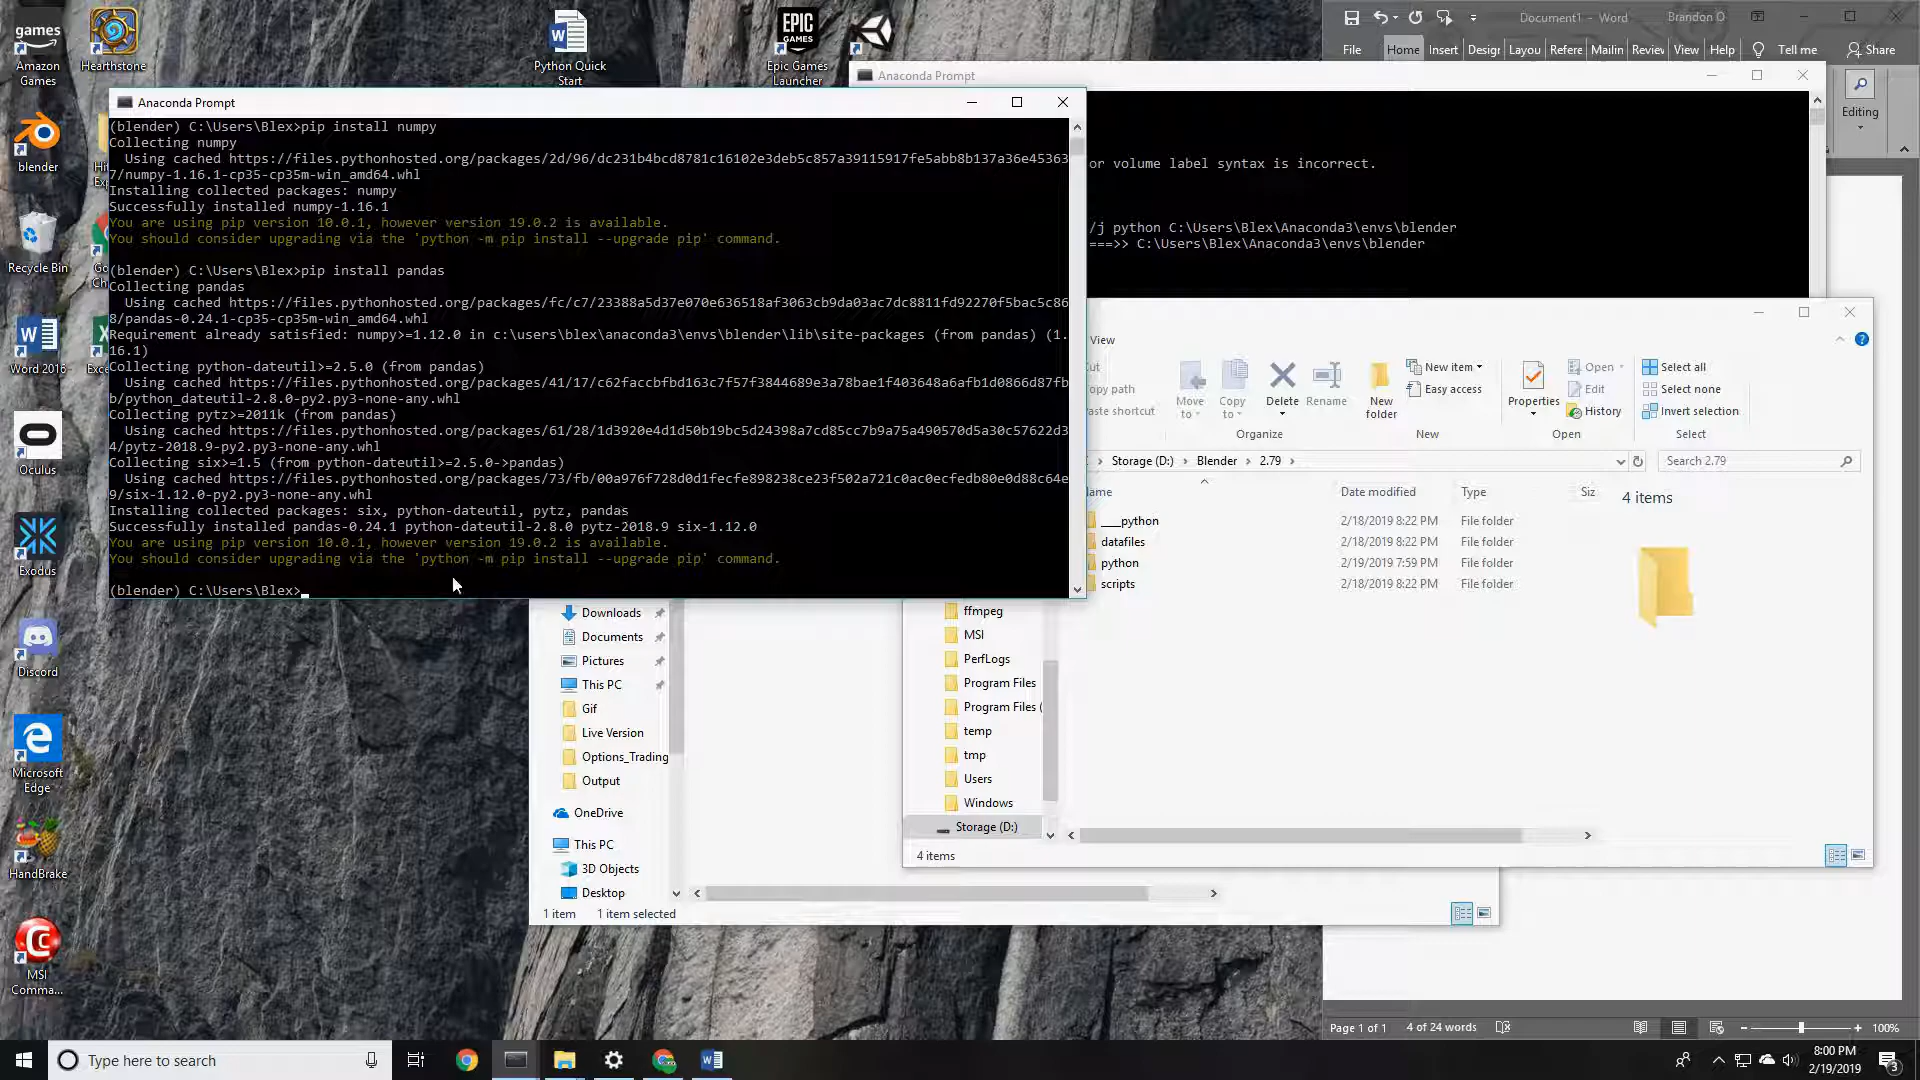 Amazon Games
Hearthstone
Python Quick Start
Epic Games Launcher
blender
Recycle Bin
Word 2016
Oculus
Exodus
Discord
Microsoft Edge
HandBrake
MSI Comma...
Document1 - Word
Brandon O
File
Home
Insert
Layou
Refere
Mailin
View
Help
Tell me
Share
Editing
Anaconda Prompt
or volume label syntax is incorrect.
/j python C:\Users\Blex\Anaconda3\envs\blender
===>> C:\Users\Blex\Anaconda3\envs\blender
Anaconda Prompt
(blender) C:\Users\Blex>pip install numpy
Collecting numpy
Using cached https://files.pythonhosted.org/packages/2d/96/dc231b4bcd8781c16102e3deb5c857a39115917fe5abb8b137a36e45363
7/numpy-1.16.1-cp35-cp35m-win_amd64.whl
Installing collected packages: numpy
Successfully installed numpy-1.16.1
You are using pip version 10.0.1, however version 19.0.2 is available.
You should consider upgrading via the 'python -m pip install --upgrade pip' command.
(blender) C:\Users\Blex>pip install pandas
Collecting pandas
Using cached https://files.pythonhosted.org/packages/fc/c7/23388a5d37e070e636518af3063cb9da03ac7dc8811fd92270f5bac5c86
8/pandas-0.24.1-cp35-cp35m-win_amd64.whl
Requirement already satisfied: numpy>=1.12.0 in c:\users\blex\anaconda3\envs\blender\lib\site-packages (from pandas) (1.
16.1)
Collecting python-dateutil>=2.5.0 (from pandas)
Using cached https://files.pythonhosted.org/packages/41/17/c62faccbfbd163c7f57f3844689e3a78bae1f403648a6afb1d0866d87fb
b/python_dateutil-2.8.0-py2.py3-none-any.whl
Collecting pytz>=2011k (from pandas)
Using cached https://files.pythonhosted.org/packages/61/28/1d3920e4d1d50b19bc5d24398a7cd85cc7b9a75a490570d5a30c57622d3
4/pytz-2018.9-py2.py3-none-any.whl
Collecting six>=1.5 (from python-dateutil>=2.5.0->pandas)
Using cached https://files.pythonhosted.org/packages/73/fb/00a976f728d0d1fecfe898238ce23f502a721c0ac0ecfedb80e0d88c64e
9/six-1.12.0-py2.py3-none-any.whl
Installing collected packages: six, python-dateutil, pytz, pandas
Successfully installed pandas-0.24.1 python-dateutil-2.8.0 pytz-2018.9 six-1.12.0
You are using pip version 10.0.1, however version 19.0.2 is available.
You should consider upgrading via the 'python -m pip install --upgrade pip' command.
(blender) C:\Users\Blex>
View
Move to
Copy to
Delete
Rename
New folder
New item
Easy access
Properties
Open
Edit
History
Select all
Select none
Invert selection
Organize
New
Open
Select
Storage (D:) > Blender > 2.79 >
Search 2.79
Date modified
Type
Siz
___python 2/18/2019 8:22 PM File folder
datafiles 2/18/2019 8:22 PM File folder
python 2/19/2019 7:59 PM File folder
scripts 2/18/2019 8:22 PM File folder
4 items
ffmpeg
MSI
PerfLogs
Program Files
Program Files (
temp
tmp
Users
Windows
Storage (D:)
4 items
Downloads
Documents
Pictures
This PC
Gif
Live Version
Options_Trading
Output
OneDrive
This PC
3D Objects
Desktop
1 item 1 item selected
Page 1 of 1 4 of 24 words
100%
Type here to search
8:00 PM
2/19/2019
3